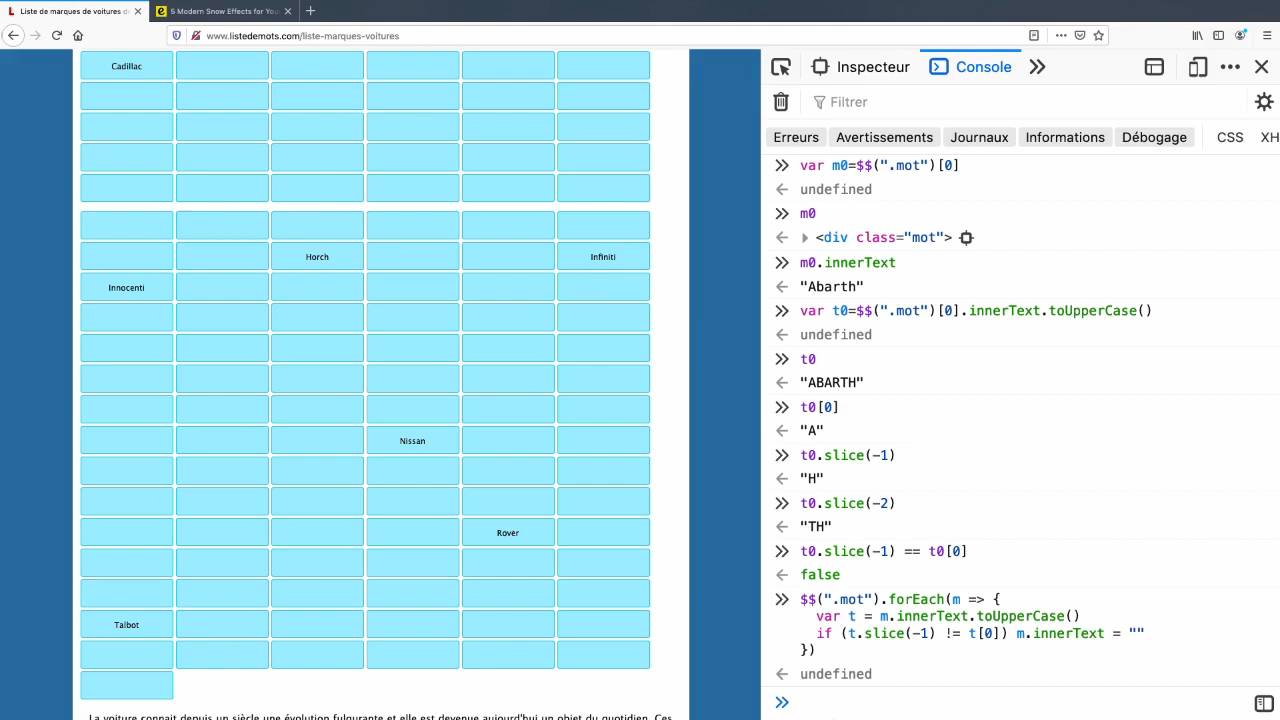 Liste de marques de voitures de
5 Modern Snow Effects for You
www.listedemots.com/liste-marques-voitures
Cadillac
Horch
Infiniti
Innocenti
Nissan
Rover
Talbot
La voiture connait depuis un siècle une évolution fulgurante et elle est devenue aujourd'hui un objet du quotidien. Ces
Inspecteur
Console
Filtrer
Erreurs Avertissements Journaux Informations Débogage CSS XH
var m0=$$(".mot")[0]
undefined
m0
<div class="mot">
m0.innerText
"Abarth"
var t0=$$(".mot")[0].innerText.toUpperCase()
undefined
t0
"ABARTH"
t0[0]
"A"
t0.slice(-1)
"H"
t0.slice(-2)
"TH"
t0.slice(-1) == t0[0]
false
$$(".mot").forEach(m => {
var t = m.innerText.toUpperCase()
if (t.slice(-1) != t[0]) m.innerText = ""
})
undefined